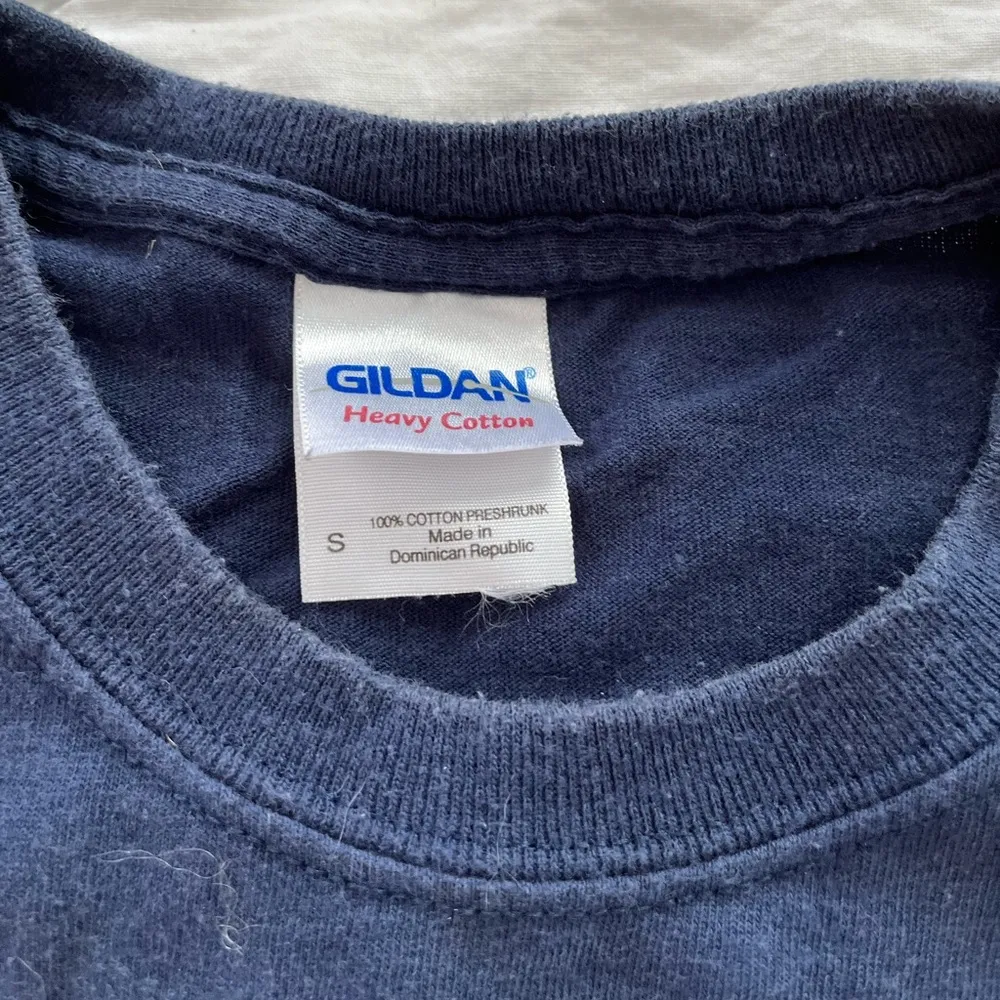 GILDAN®
Heavy Cotton
100% COTTON PRESHRUNK
S Made in
Dominican Republic